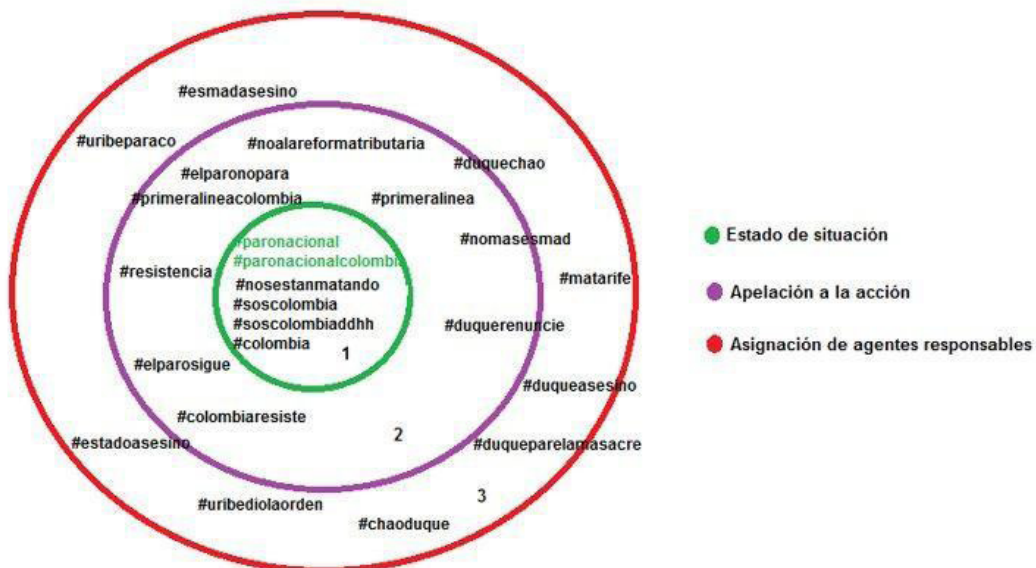 #esmadasesino
#uribeparaco
#noalareformatributaria
#duquechao
#elparonopara
#primeralineacolombia
#primeralinea
#paronacional
#paronacionalcolombia
#nomasesmad
#resistencia
#matarife
#nosestanmatando
#soscolombia
#soscolombiaddhh
#colombia
1
#duquerenuncie
#elparosigue
#duqueasesino
#colombiaresiste
2
#estadoasesino
#duqueparelamasacre
3
#uribediolaorden
#chaoduque
Estado de situación
Apelación a la acción
Asignación de agentes responsables